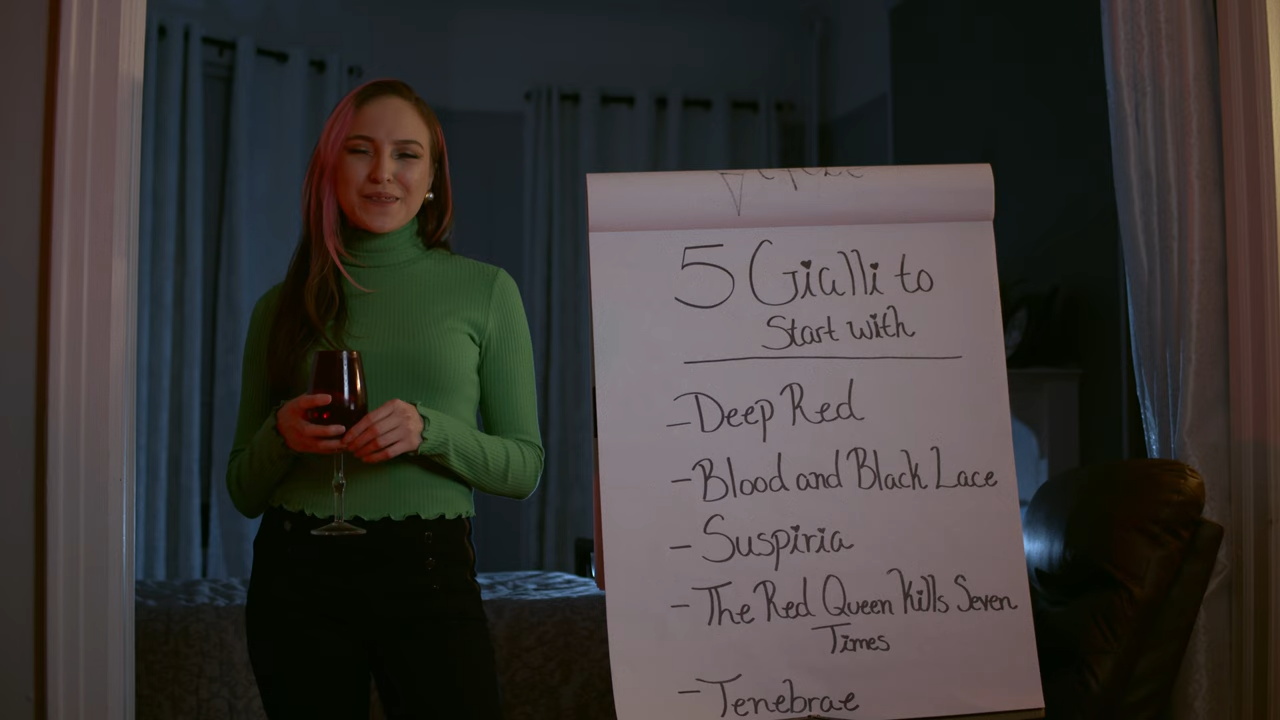 5 Gialli to
Start with
- Deep Red
- Blood and Black Lace
- Suspiria
- The Red Queen Kills Seven
Times
- Tenebrae